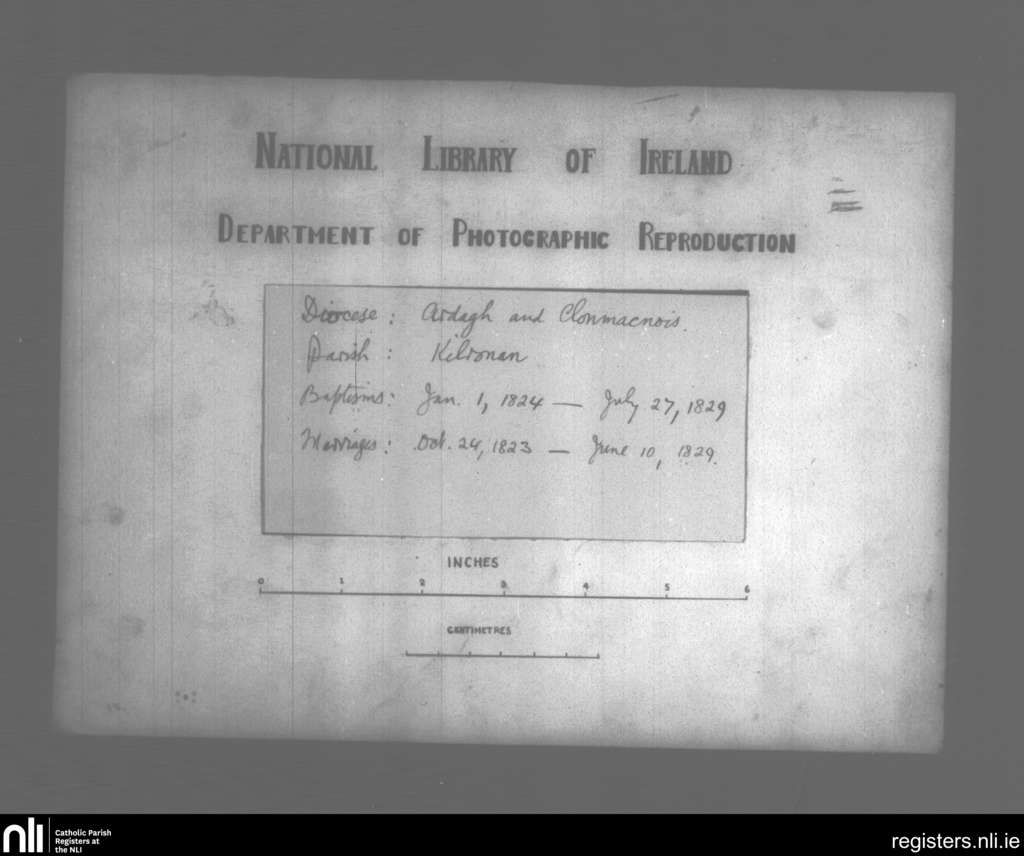 NATIONAL LIBRARY OF IRELAND
DEPARTMENT OF PHOTOGRAPHIC REPRODUCTION
Diocese: Ardagh and Clonmacnois.
Parish: Kilronan
Baptisms: Jan. 1, 1824 — July 27, 1829
Marriages: Oct. 24, 1823 — June 10, 1829.
INCHES
0 1 2 3 4 5 6
CENTIMETRES
nli
Catholic Parish
Registers at
the NLI
registers.nli.ie